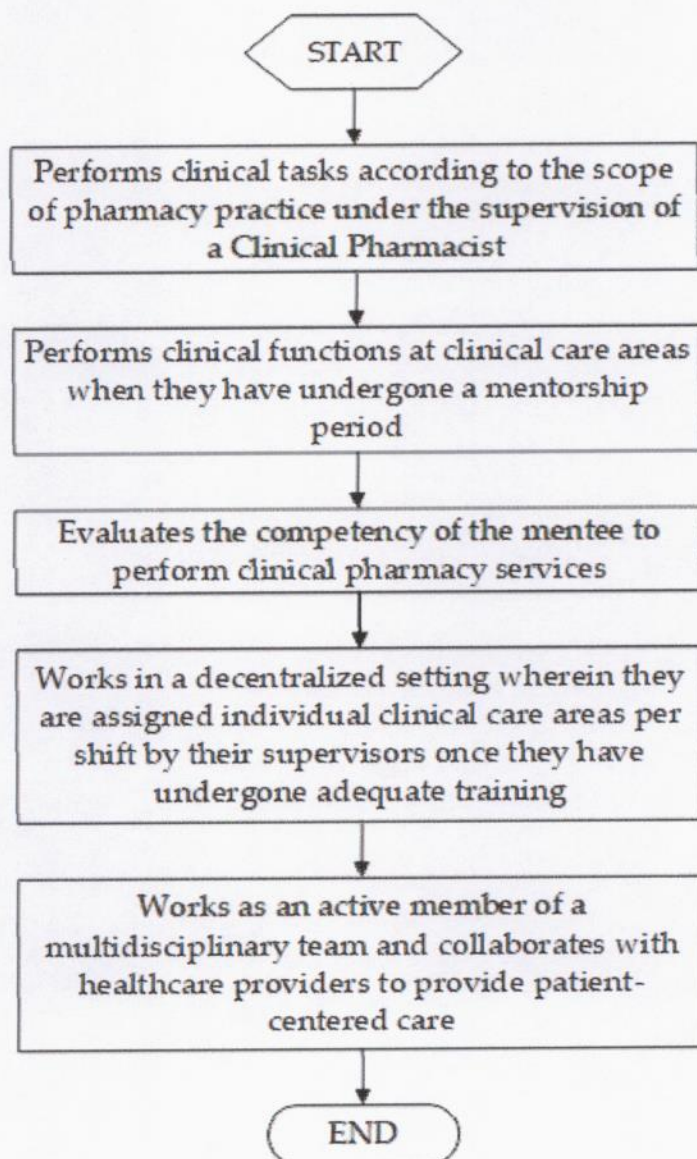 START
Performs clinical tasks according to the scope
of pharmacy practice under the supervision of
a Clinical Pharmacist
Performs clinical functions at clinical care areas
when they have undergone a mentorship
period
Evaluates the competency of the mentee to
perform clinical pharmacy services
Works in a decentralized setting wherein they
are assigned individual clinical care areas per
shift by their supervisors once they have
undergone adequate training
Works as an active member of a
multidisciplinary team and collaborates with
healthcare providers to provide patient-
centered care
END